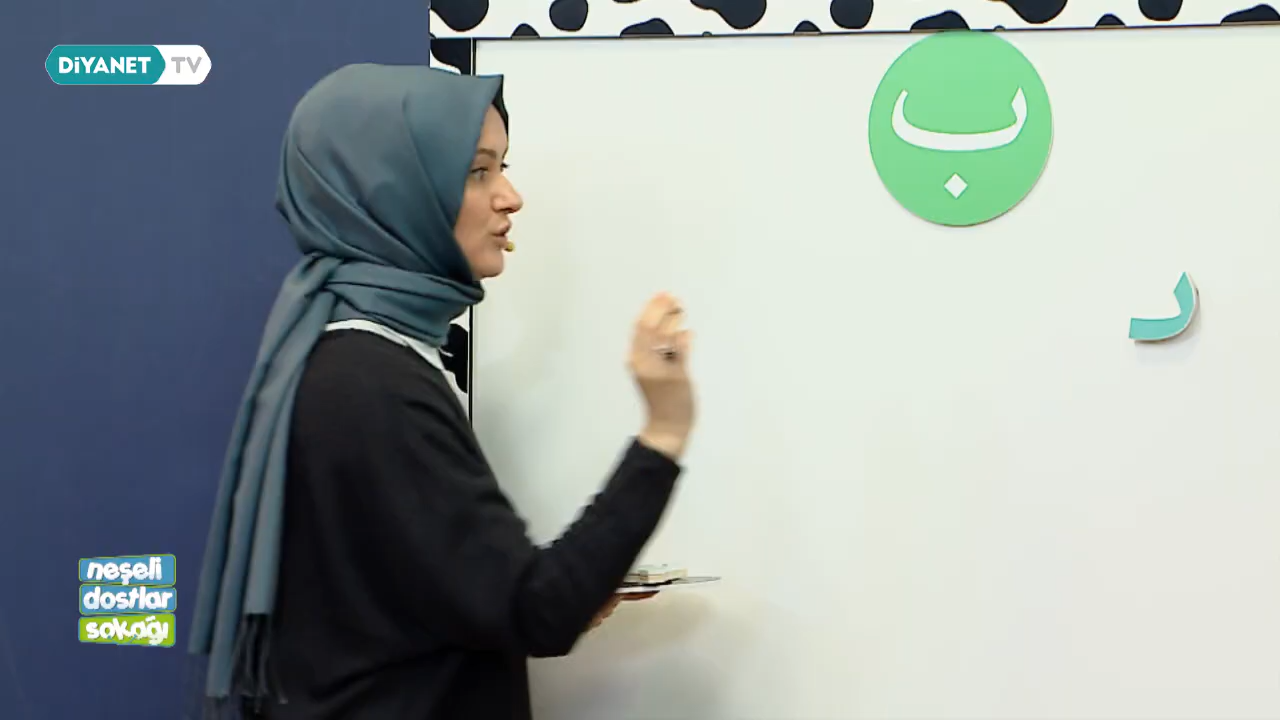 DİYANET TV
ب
ر
neşeli
dostlar
sokağı